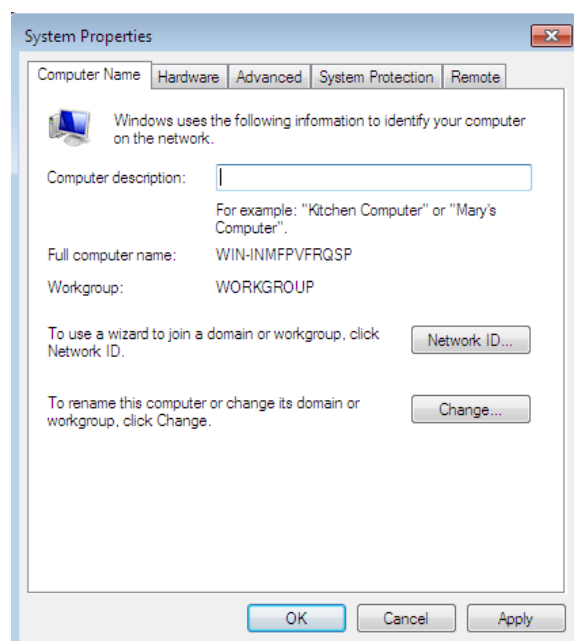 System Properties
Computer Name Hardware Advanced System Protection Remote
Windows uses the following information to identify your computer
on the network.
Computer description:
For example: "Kitchen Computer" or "Mary's
Computer".
Full computer name: WIN-INMFPVFRQSP
Workgroup: WORKGROUP
To use a wizard to join a domain or workgroup, click
Network ID.
Network ID...
To rename this computer or change its domain or
workgroup, click Change.
Change...
OK Cancel Apply